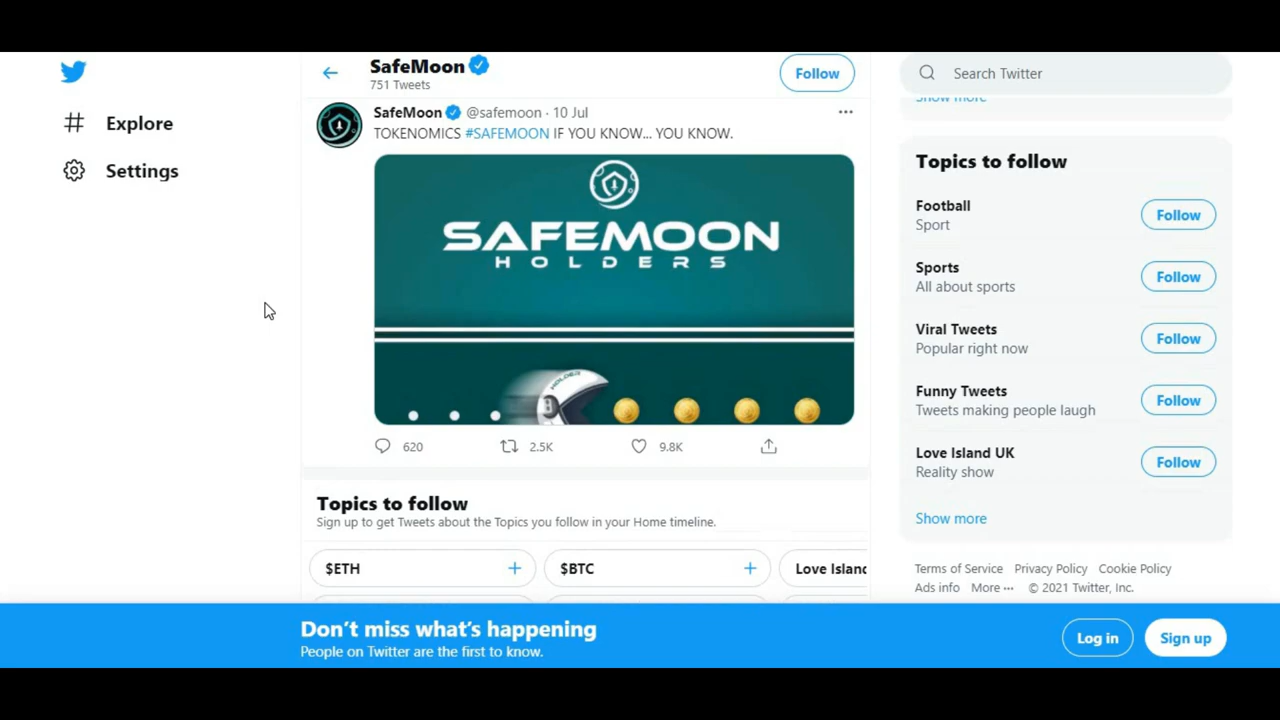 SafeMoon
751 Tweets
Follow
Search Twitter
Explore
Settings
SafeMoon @safemoon · 10 Jul
TOKENOMICS #SAFEMOON IF YOU KNOW... YOU KNOW.
SAFEMOON
HOLDERS
HOLDER
620
2.5K
9.8K
Topics to follow
Sign up to get Tweets about the Topics you follow in your Home timeline.
$ETH
$BTC
Love Island
Show more
Topics to follow
Football
Sport
Follow
Sports
All about sports
Follow
Viral Tweets
Popular right now
Follow
Funny Tweets
Tweets making people laugh
Follow
Love Island UK
Reality show
Follow
Show more
Terms of Service Privacy Policy Cookie Policy
Ads info More ··· © 2021 Twitter, Inc.
Don’t miss what’s happening
People on Twitter are the first to know.
Log in
Sign up